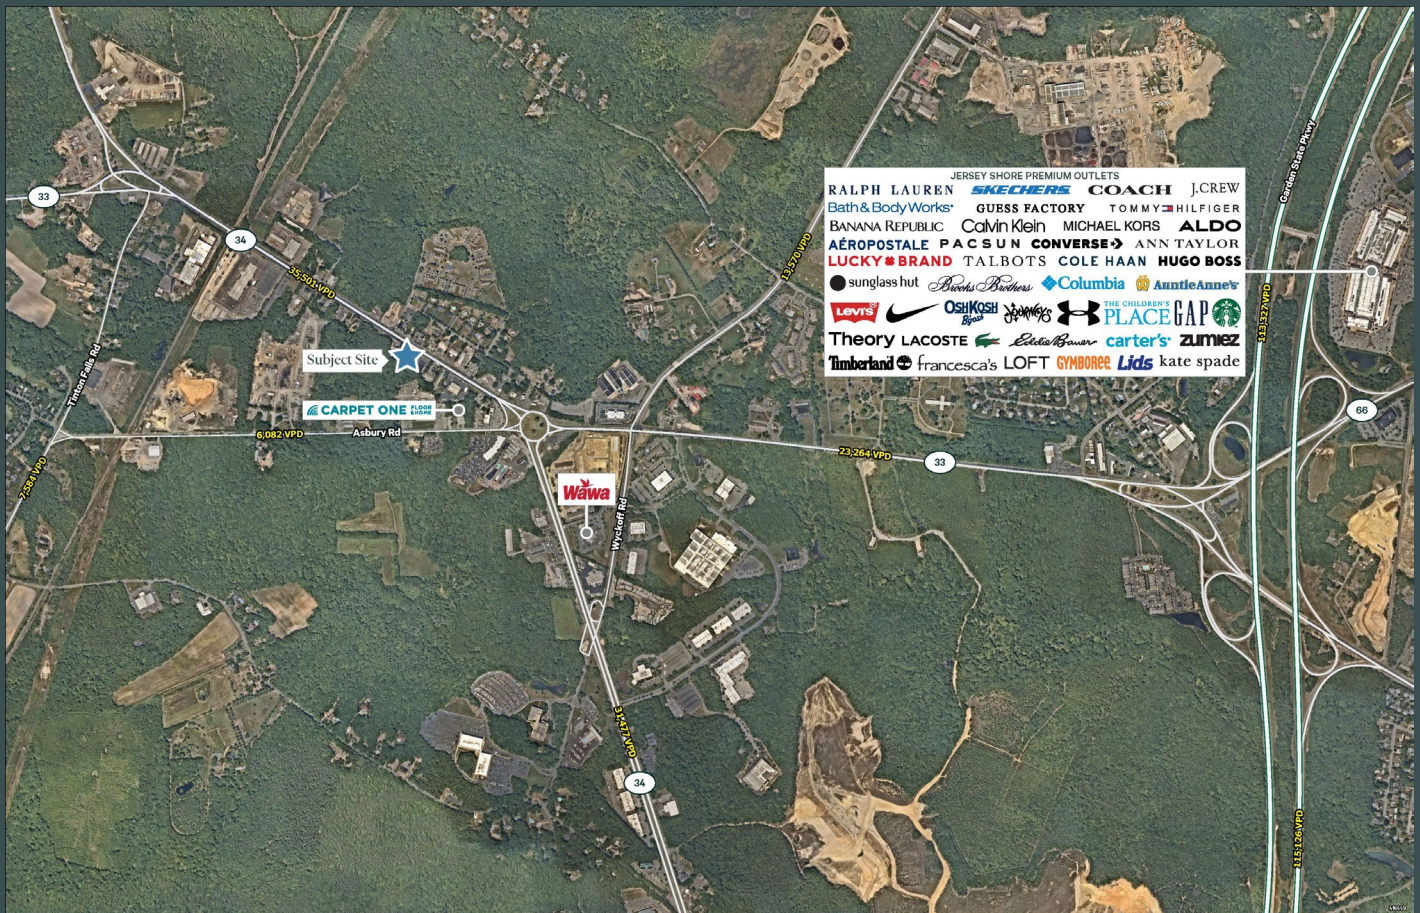 Garden State Pkwy
JERSEY SHORE PREMIUM OUTLETS
RALPH LAUREN SKECHERS COACH J.CREW
Bath & Body Works GUESS FACTORY TOMMY HILFIGER
BANANA REPUBLIC Calvin Klein MICHAEL KORS ALDO
AÉROPOSTALE PACSUN CONVERSE ANN TAYLOR
LUCKY BRAND TALBOTS COLE HAAN HUGO BOSS
sunglass hut Brooks Brothers Columbia AuntieAnne's
LEVI'S OSHKOSH B'gosh JOURNEYS THE CHILDREN'S PLACE GAP
Theory LACOSTE Eddie Bauer carter's zumiez
Timberland francesca's LOFT GYMBOREE Lids kate spade
33
34
35,501 VPD
13,570 VPD
113,327 VPD
Subject Site
Tinton Falls Rd
CARPET ONE FLOOR & HOME
66
6,082 VPD
Asbury Rd
23,264 VPD
33
7,584 VPD
Wawa
Wyckoff Rd
31,477 VPD
34
115,126 VPD